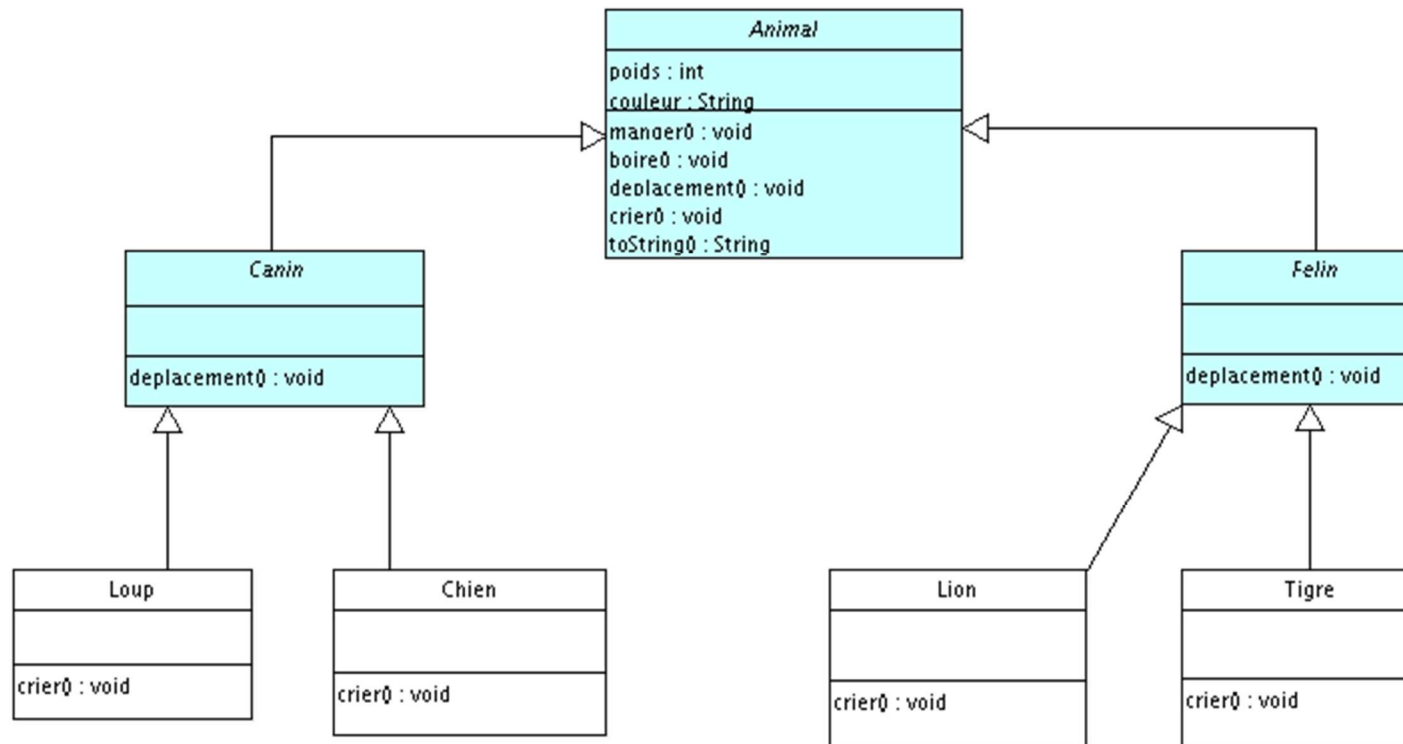 Animal
poids : int
couleur : String
manger() : void
boire() : void
deplacement() : void
crier() : void
toString() : String
Canin
deplacement() : void
Felin
deplacement() : void
Loup
crier() : void
Chien
crier() : void
Lion
crier() : void
Tigre
crier() : void